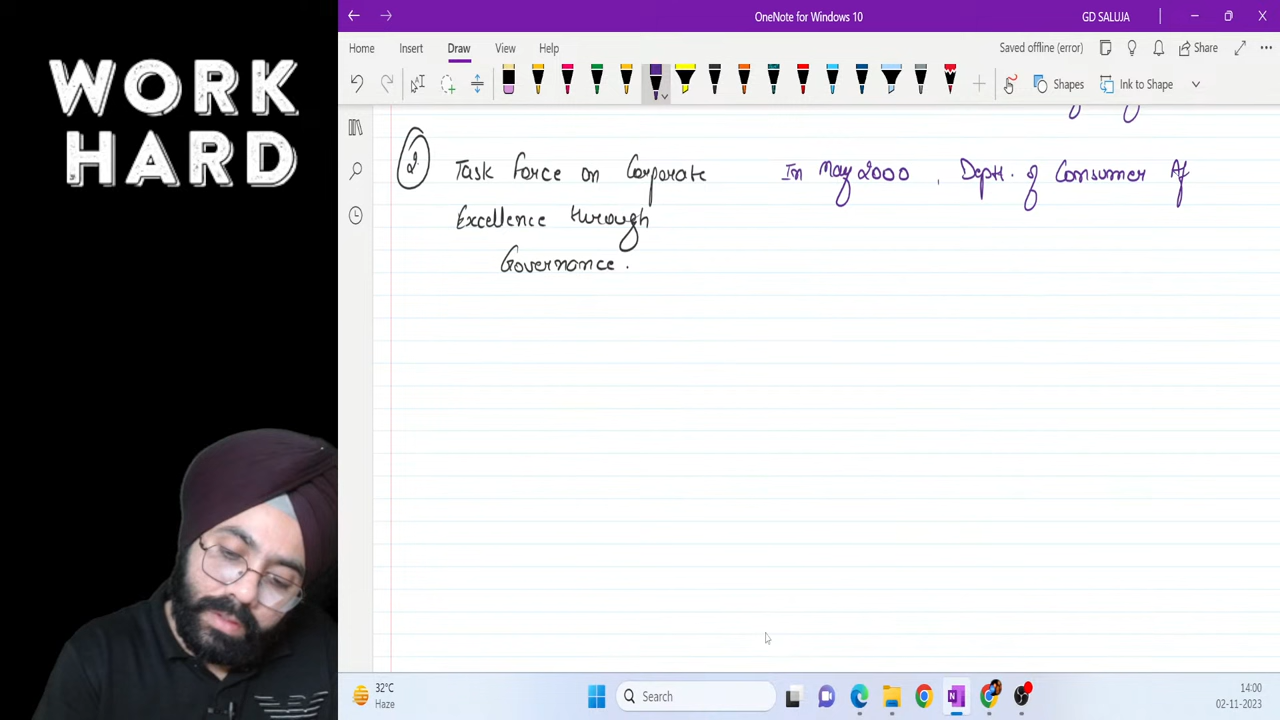 WORK
HARD
OneNote for Windows 10
GD SALUJA
Home Insert Draw View Help
Saved offline (error)
Share
Shapes
Ink to Shape
2. Task Force on Corporate
Excellence through
Governance.
In May 2000, Deptt. of Consumer Af
32°C
Haze
Search
14:00
02-11-2023